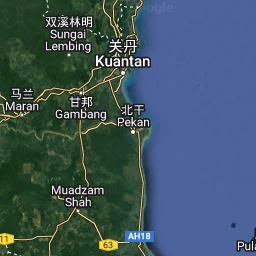 双溪林明
Sungai
Lembing
关丹
Kuantan
马兰
Maran
甘邦
Gambang
北干
Pekan
Muadzam
Shah
AH18
11
63
Pula